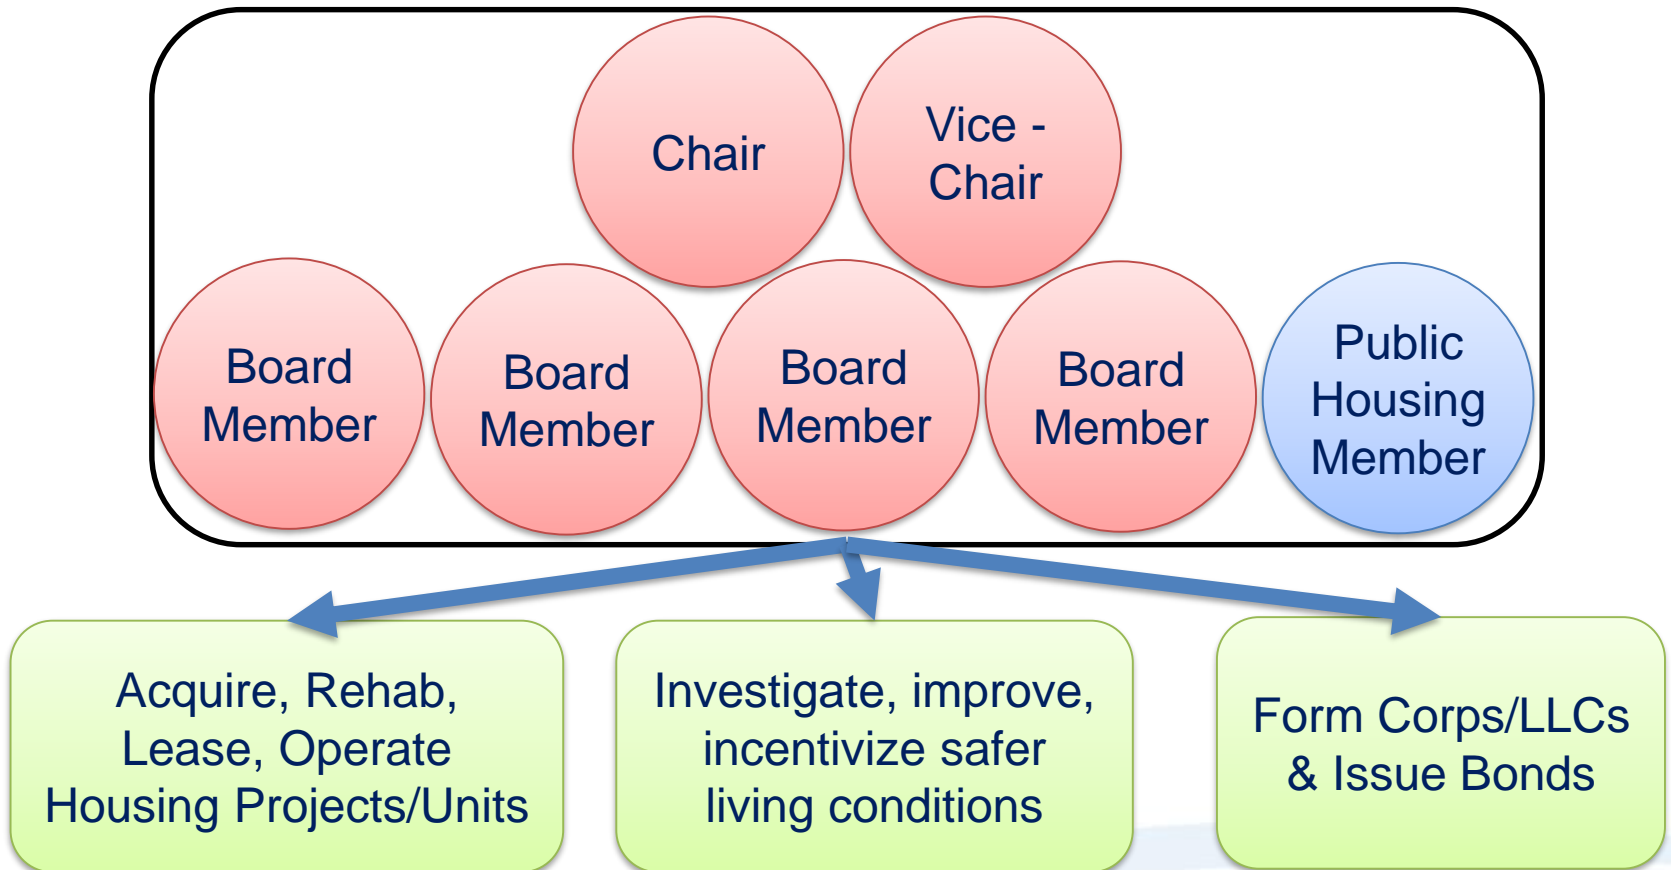 Chair
Vice -
Chair
Board
Member
Board
Member
Board
Member
Board
Member
Public
Housing
Member
Acquire, Rehab,
Lease, Operate
Housing Projects/Units
Investigate, improve,
incentivize safer
living conditions
Form Corps/LLCs
& Issue Bonds